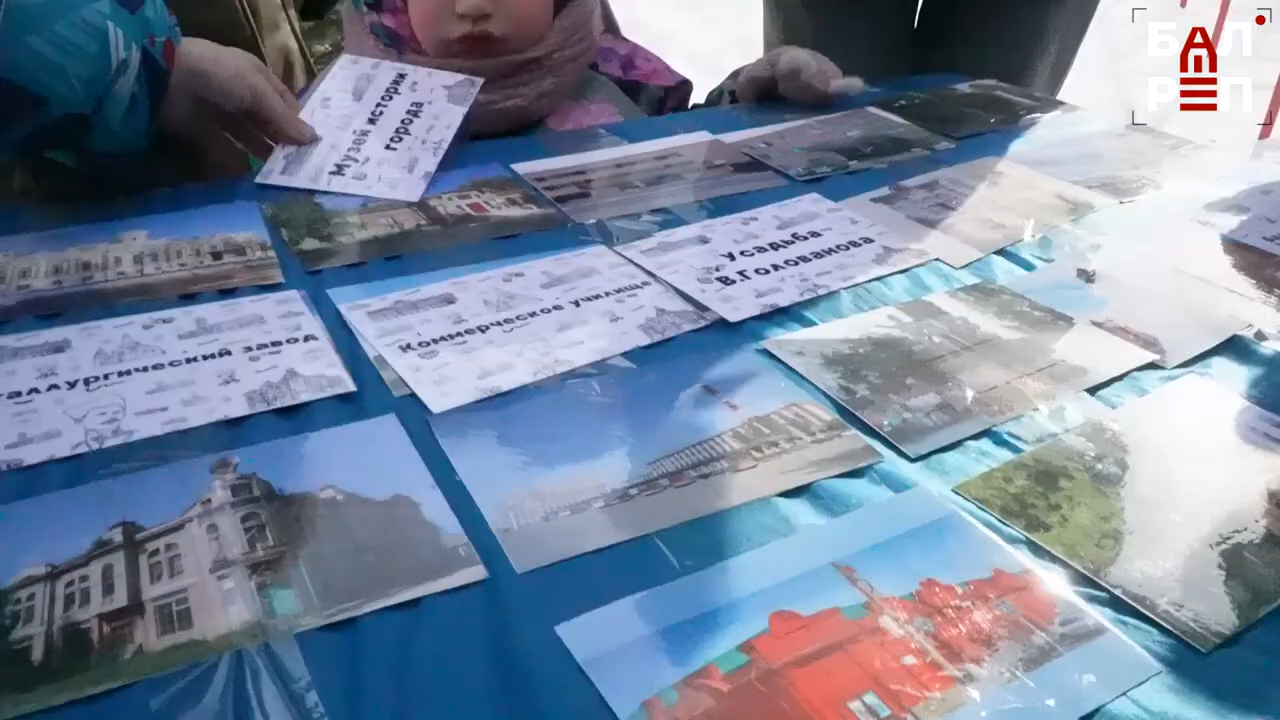 БАЛ
РЕП
Музей истории
города
Усадьба
В.Голованова
Коммерческое училище
таллургический завод